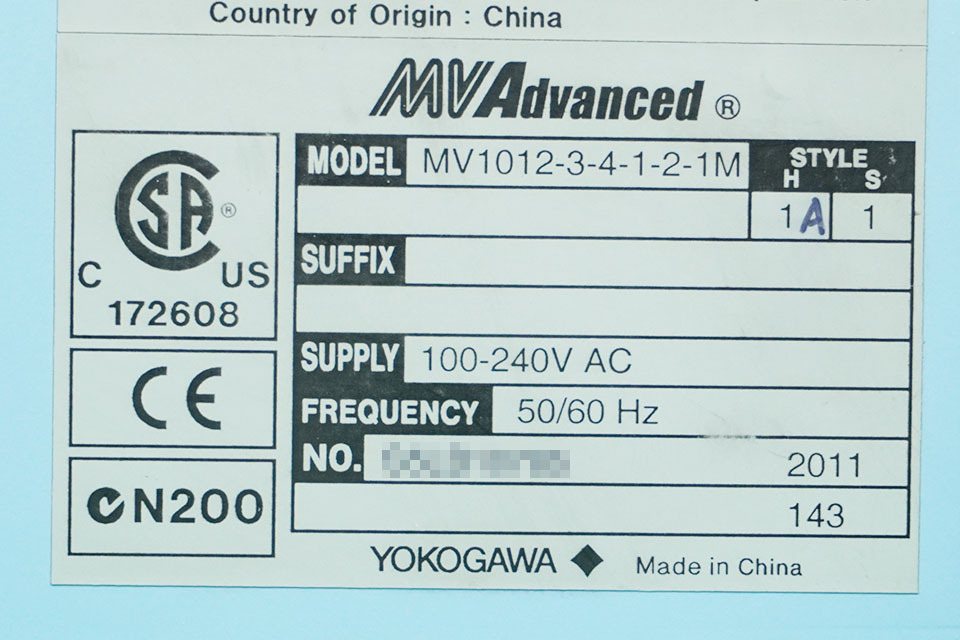 Country of Origin : China
MVAdvanced ®
CSA ®
C US
172608
CE
N200
MODEL MV1012-3-4-1-2-1M
STYLE
H S
1A 1
SUFFIX
SUPPLY 100-240V AC
FREQUENCY 50/60 Hz
NO. 2011
143
YOKOGAWA ◆ Made in China